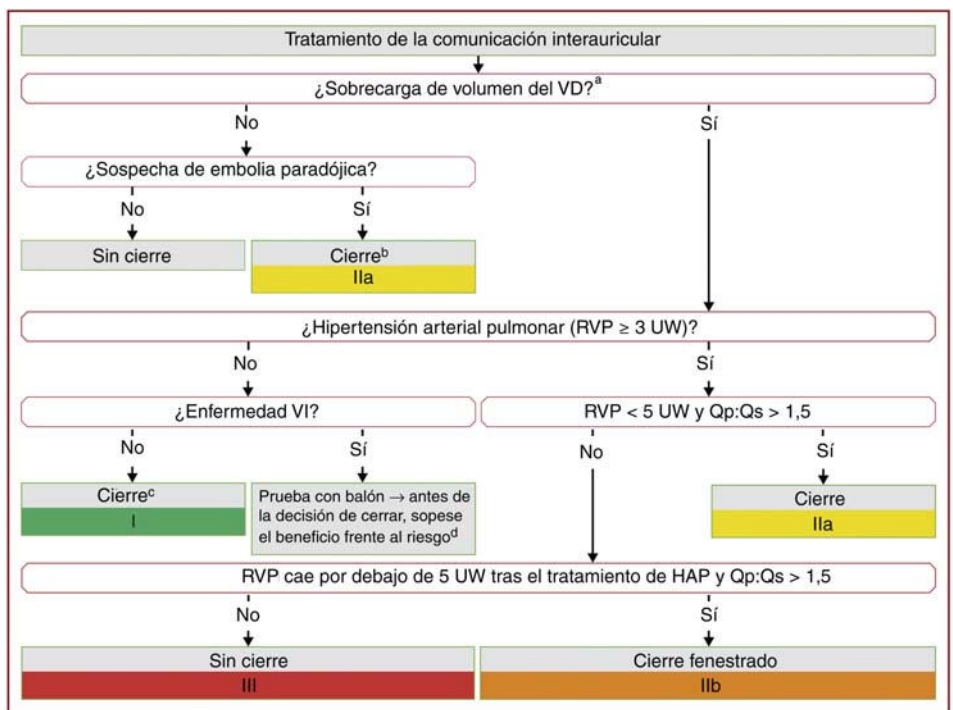 Tratamiento de la comunicación interauricular
¿Sobrecarga de volumen del VD?ᵃ
No
Sí
¿Sospecha de embolia paradójica?
No
Sí
Sin cierre
Cierreᵇ
IIa
¿Hipertensión arterial pulmonar (RVP ≥ 3 UW)?
No
Sí
¿Enfermedad VI?
RVP < 5 UW y Qp:Qs > 1,5
No
Sí
No
Sí
Cierreᶜ
I
Prueba con balón → antes de
la decisión de cerrar, sopese
el beneficio frente al riesgoᵈ
Cierre
IIa
RVP cae por debajo de 5 UW tras el tratamiento de HAP y Qp:Qs > 1,5
No
Sí
Sin cierre
III
Cierre fenestrado
IIb